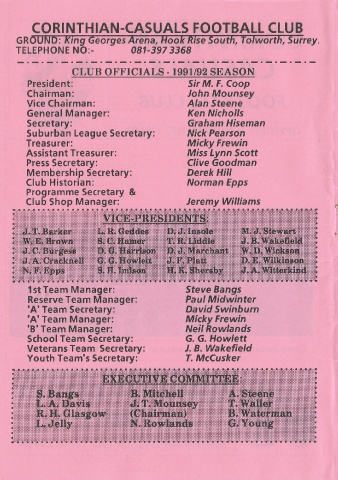 CORINTHIAN-CASUALS FOOTBALL CLUB
GROUND: King Georges Arena, Hook Rise South, Tolworth, Surrey.
TELEPHONE NO:- 081-397 3368
CLUB OFFICIALS - 1991/92 SEASON
President: Sir M. F. Coop
Chairman: John Mounsey
Vice Chairman: Alan Steene
General Manager: Ken Nicholls
Secretary: Graham Hiseman
Suburban League Secretary: Nick Pearson
Treasurer: Micky Frewin
Assistant Treasurer: Miss Lynn Scott
Press Secretary: Clive Goodman
Membership Secretary: Derek Hill
Club Historian: Norman Epps
Programme Secretary &
Club Shop Manager: Jeremy Williams
VICE-PRESIDENTS:
J. T. Barker L. R. Geddes D. J. Insole M. J. Stewart
W. E. Brown S. C. Hamer T. R. Liddle J. B. Wakefield
J. C. Burgess D. G. Harrison D. J. Marchant W. D. Wickson
J. A. Cracknell G. G. Howlett J. F. Platt D. E. Wilkinson
N. F. Epps S. H. Imison H. K. Shersby J. A. Witterkind
1st Team Manager: Steve Bangs
Reserve Team Manager: Paul Midwinter
'A' Team Secretary: David Swinburn
'A' Team Manager: Micky Frewin
'B' Team Manager: Neil Rowlands
School Team Secretary: G. G. Howlett
Veterans Team Secretary: J. B. Wakefield
Youth Team's Secretary: T. McCusker
EXECUTIVE COMMITTEE
S. Bangs B. Mitchell A. Steene
L. A. Davis J. T. Mounsey T. Waller
R. H. Glasgow (Chairman) B. Waterman
L. Jelly N. Rowlands G. Young